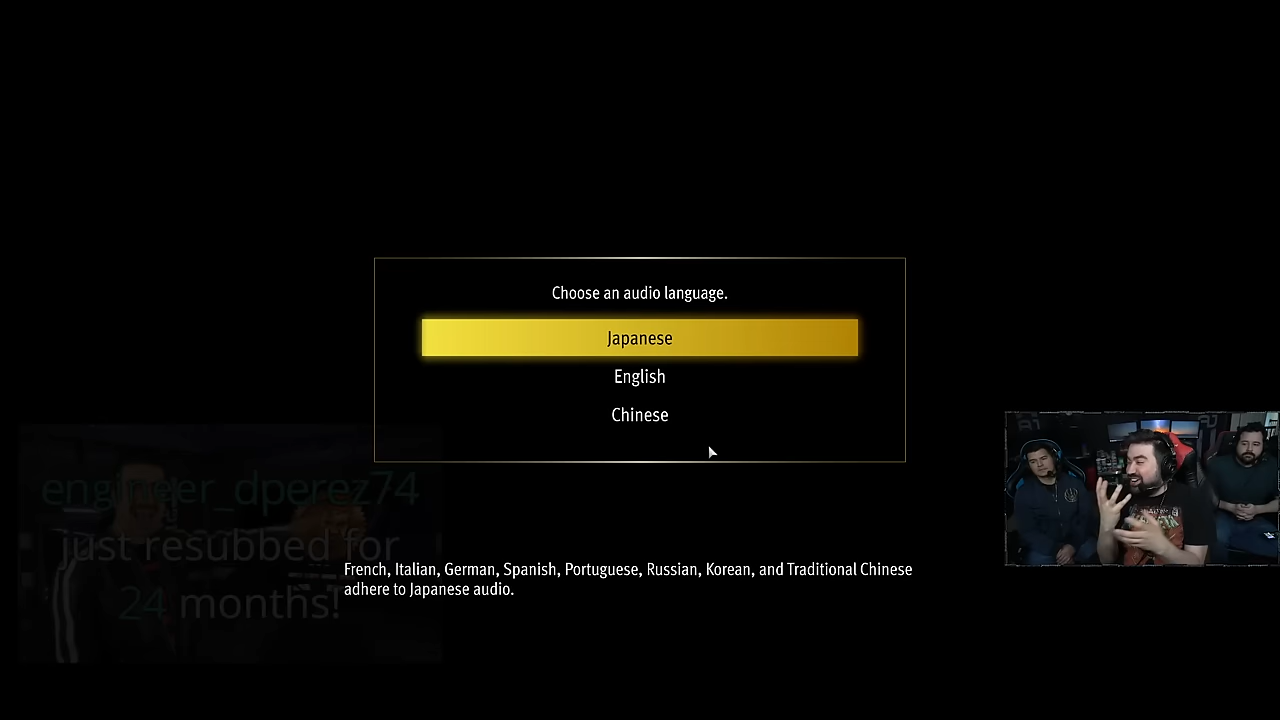 Choose an audio language.
Japanese
English
Chinese
engineer_dperez74
just resubbed for
24 months!
French, Italian, German, Spanish, Portuguese, Russian, Korean, and Traditional Chinese
adhere to Japanese audio.